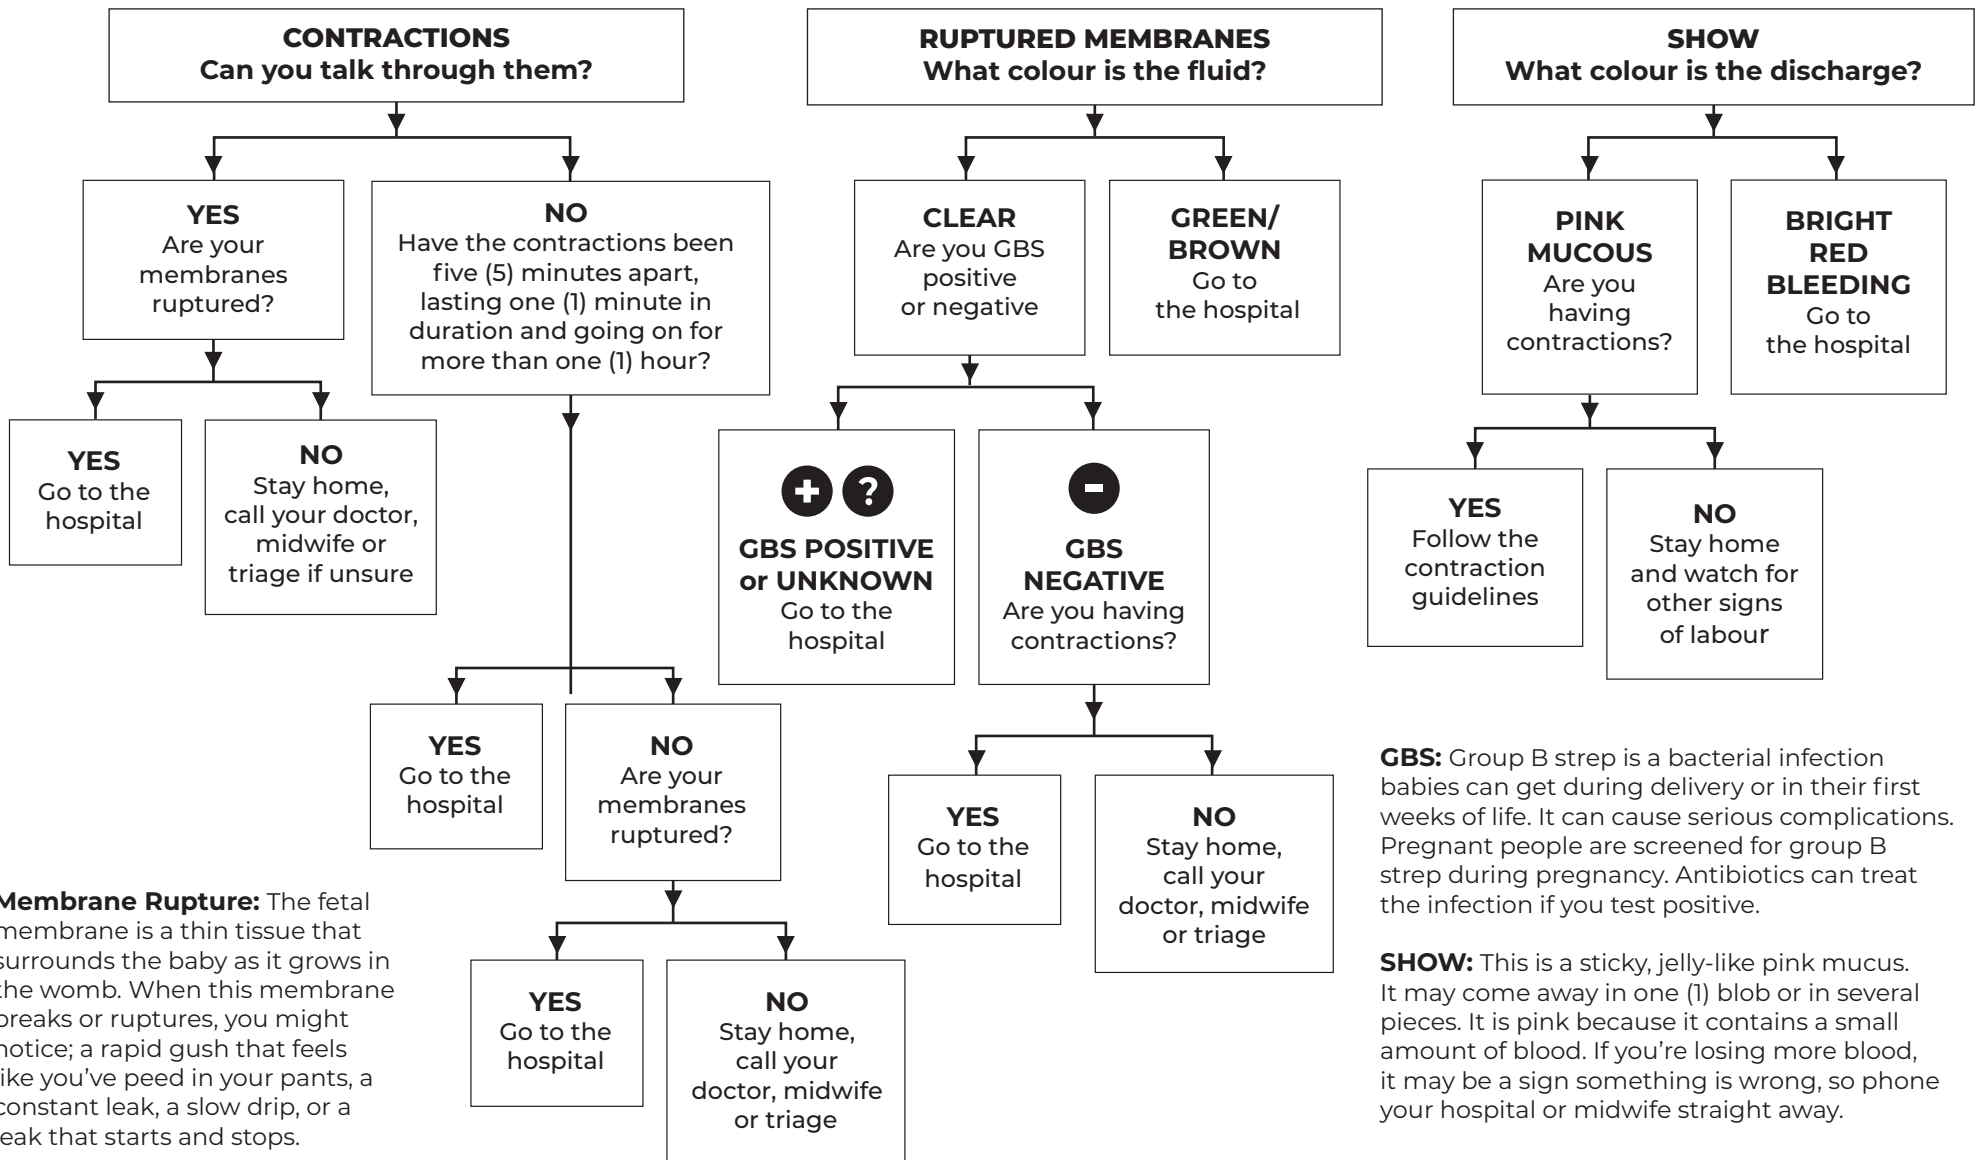 CONTRACTIONS
Can you talk through them?
YES
Are your
membranes
ruptured?
NO
Have the contractions been
five (5) minutes apart,
lasting one (1) minute in
duration and going on for
more than one (1) hour?
YES
Go to the
hospital
NO
Stay home,
call your doctor,
midwife or
triage if unsure
YES
Go to the
hospital
NO
Are your
membranes
ruptured?
YES
Go to the
hospital
NO
Stay home,
call your
doctor, midwife
or triage
Membrane Rupture: The fetal
membrane is a thin tissue that
surrounds the baby as it grows in
the womb. When this membrane
breaks or ruptures, you might
notice; a rapid gush that feels
like you've peed in your pants, a
constant leak, a slow drip, or a
leak that starts and stops.
RUPTURED MEMBRANES
What colour is the fluid?
CLEAR
Are you GBS
positive
or negative
GREEN/
BROWN
Go to
the hospital
+ ?
GBS POSITIVE
or UNKNOWN
Go to the
hospital
-
GBS
NEGATIVE
Are you having
contractions?
YES
Go to the
hospital
NO
Stay home,
call your
doctor, midwife
or triage
SHOW
What colour is the discharge?
PINK
MUCOUS
Are you
having
contractions?
BRIGHT
RED
BLEEDING
Go to
the hospital
YES
Follow the
contraction
guidelines
NO
Stay home
and watch for
other signs
of labour
GBS: Group B strep is a bacterial infection
babies can get during delivery or in their first
weeks of life. It can cause serious complications.
Pregnant people are screened for group B
strep during pregnancy. Antibiotics can treat
the infection if you test positive.
SHOW: This is a sticky, jelly-like pink mucus.
It may come away in one (1) blob or in several
pieces. It is pink because it contains a small
amount of blood. If you're losing more blood,
it may be a sign something is wrong, so phone
your hospital or midwife straight away.